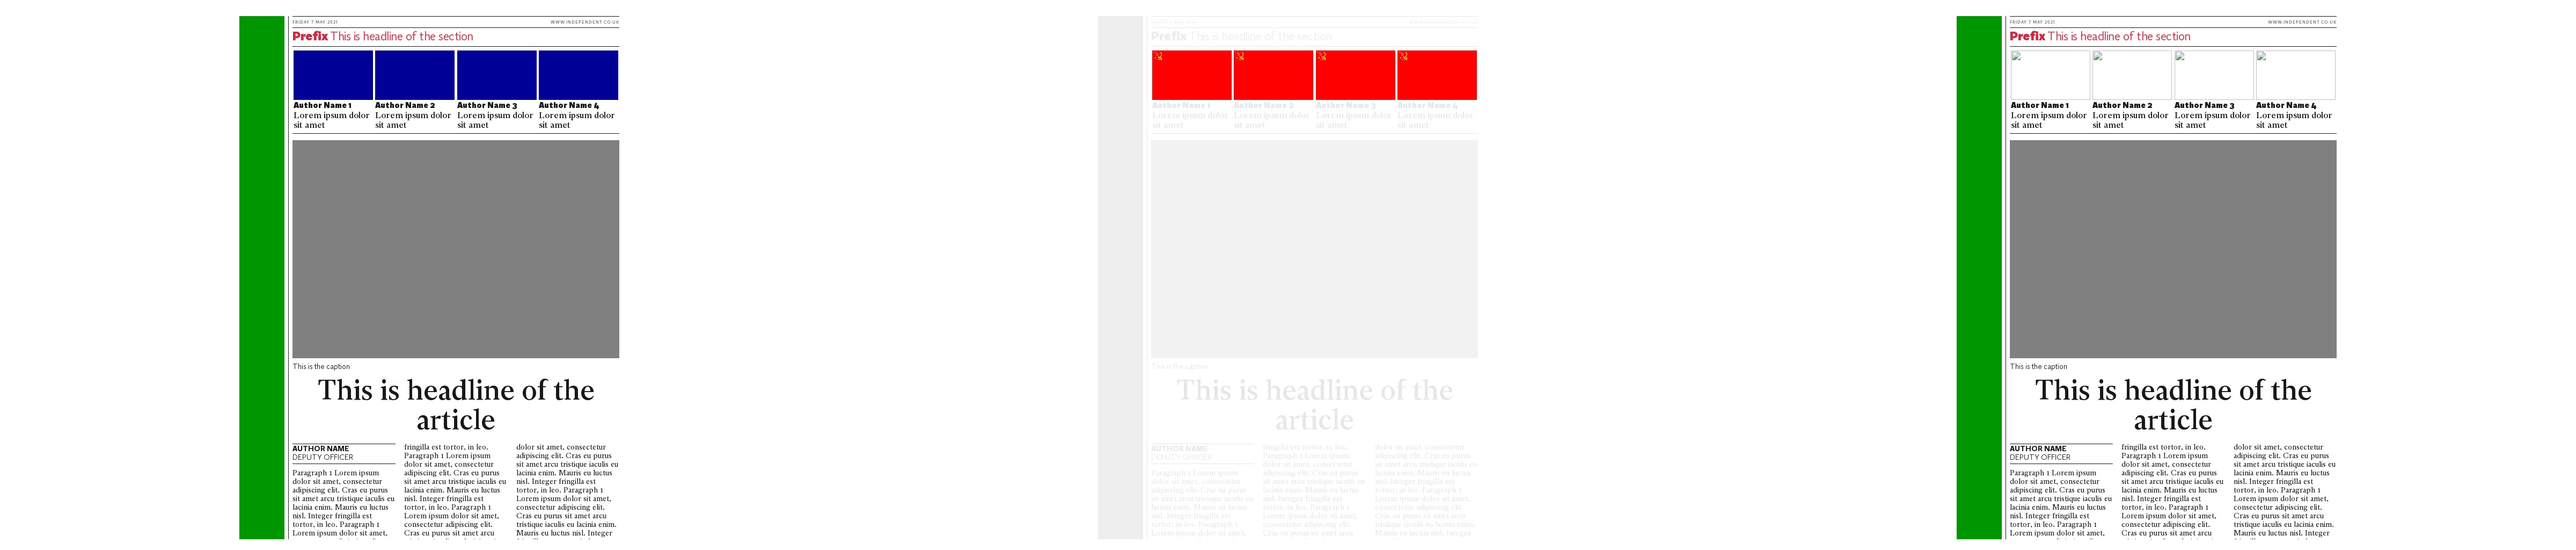 FRIDAY 7 MAY 2021
WWW.INDEPENDENT.CO.UK
Prefix This is headline of the section
Author Name 1
Lorem ipsum dolor
sit amet
Author Name 2
Lorem ipsum dolor
sit amet
Author Name 3
Lorem ipsum dolor
sit amet
Author Name 4
Lorem ipsum dolor
sit amet
This is the caption
This is headline of the
article
AUTHOR NAME
DEPUTY OFFICER
Paragraph 1 Lorem ipsum
dolor sit amet, consectetur
adipiscing elit. Cras eu purus
sit amet arcu tristique iaculis eu
lacinia enim. Mauris eu luctus
nisl. Integer fringilla est
tortor, in leo. Paragraph 1
Lorem ipsum dolor sit amet,
fringilla est tortor, in leo.
Paragraph 1 Lorem ipsum
dolor sit amet, consectetur
adipiscing elit. Cras eu purus
sit amet arcu tristique iaculis eu
lacinia enim. Mauris eu luctus
nisl. Integer fringilla est
tortor, in leo. Paragraph 1
Lorem ipsum dolor sit amet,
consectetur adipiscing elit.
Cras eu purus sit amet arcu
dolor sit amet, consectetur
adipiscing elit. Cras eu purus
sit amet arcu tristique iaculis eu
lacinia enim. Mauris eu luctus
nisl. Integer fringilla est
tortor, in leo. Paragraph 1
Lorem ipsum dolor sit amet,
consectetur adipiscing elit.
Cras eu purus sit amet arcu
tristique iaculis eu lacinia enim.
Mauris eu luctus nisl. Integer
Prefix This is headline of the section
Author Name 1
Lorem ipsum dolor
sit amet
Author Name 2
Lorem ipsum dolor
sit amet
Author Name 3
Lorem ipsum dolor
sit amet
Author Name 4
Lorem ipsum dolor
sit amet
This is the caption
This is headline of the
article
AUTHOR NAME
DEPUTY OFFICER
Paragraph 1 Lorem ipsum
dolor sit amet, consectetur
adipiscing elit. Cras eu purus
sit amet arcu tristique iaculis eu
lacinia enim. Mauris eu luctus
nisl. Integer fringilla est
tortor, in leo. Paragraph 1
Lorem ipsum dolor sit amet,
fringilla est tortor, in leo.
Paragraph 1 Lorem ipsum
dolor sit amet, consectetur
adipiscing elit. Cras eu purus
sit amet arcu tristique iaculis eu
lacinia enim. Mauris eu luctus
nisl. Integer fringilla est
tortor, in leo. Paragraph 1
Lorem ipsum dolor sit amet,
consectetur adipiscing elit.
Cras eu purus sit amet arcu
dolor sit amet, consectetur
adipiscing elit. Cras eu purus
sit amet arcu tristique iaculis eu
lacinia enim. Mauris eu luctus
nisl. Integer fringilla est
tortor, in leo. Paragraph 1
Lorem ipsum dolor sit amet,
consectetur adipiscing elit.
Cras eu purus sit amet arcu
tristique iaculis eu lacinia enim.
Mauris eu luctus nisl. Integer
FRIDAY 7 MAY 2021
WWW.INDEPENDENT.CO.UK
Prefix This is headline of the section
Author Name 1
Lorem ipsum dolor
sit amet
Author Name 2
Lorem ipsum dolor
sit amet
Author Name 3
Lorem ipsum dolor
sit amet
Author Name 4
Lorem ipsum dolor
sit amet
This is the caption
This is headline of the
article
AUTHOR NAME
DEPUTY OFFICER
Paragraph 1 Lorem ipsum
dolor sit amet, consectetur
adipiscing elit. Cras eu purus
sit amet arcu tristique iaculis eu
lacinia enim. Mauris eu luctus
nisl. Integer fringilla est
tortor, in leo. Paragraph 1
Lorem ipsum dolor sit amet,
fringilla est tortor, in leo.
Paragraph 1 Lorem ipsum
dolor sit amet, consectetur
adipiscing elit. Cras eu purus
sit amet arcu tristique iaculis eu
lacinia enim. Mauris eu luctus
nisl. Integer fringilla est
tortor, in leo. Paragraph 1
Lorem ipsum dolor sit amet,
consectetur adipiscing elit.
Cras eu purus sit amet arcu
dolor sit amet, consectetur
adipiscing elit. Cras eu purus
sit amet arcu tristique iaculis eu
lacinia enim. Mauris eu luctus
nisl. Integer fringilla est
tortor, in leo. Paragraph 1
Lorem ipsum dolor sit amet,
consectetur adipiscing elit.
Cras eu purus sit amet arcu
tristique iaculis eu lacinia enim.
Mauris eu luctus nisl. Integer